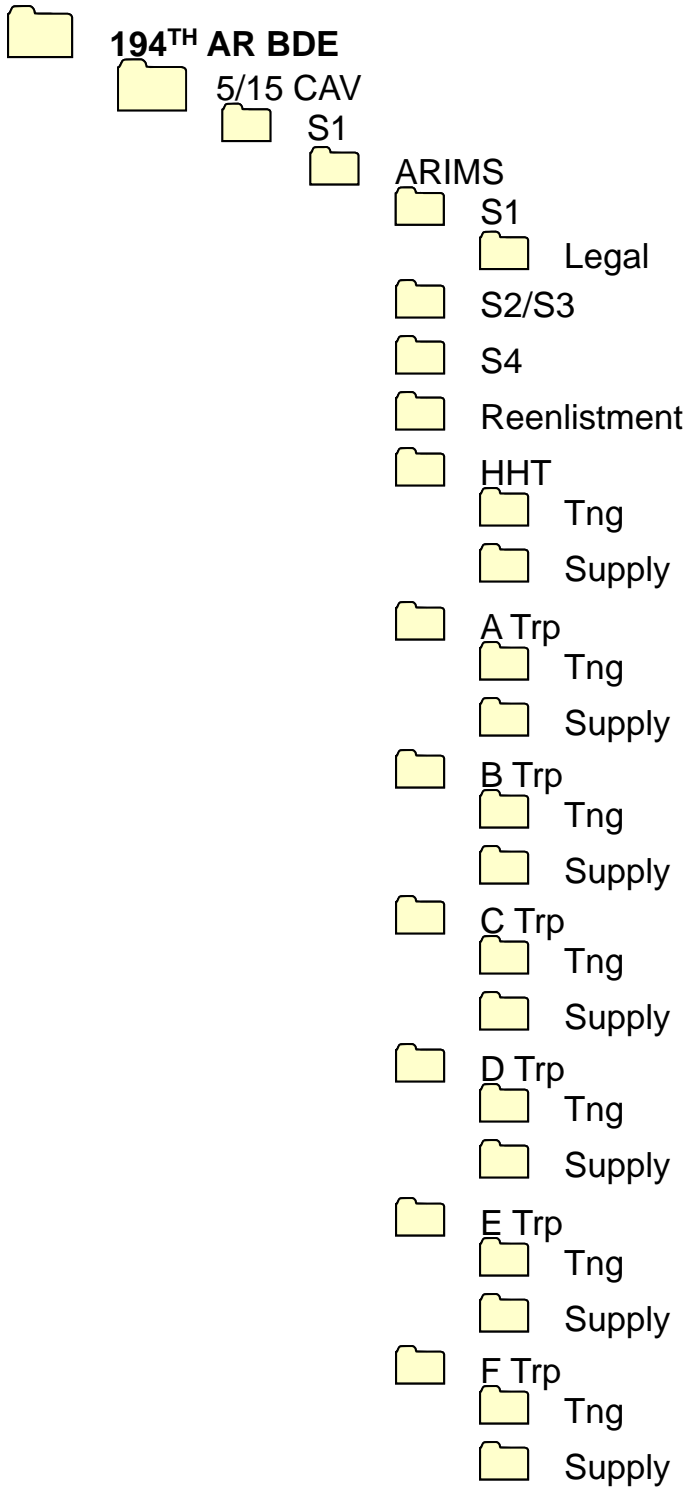 194TH AR BDE
5/15 CAV
S1
ARIMS
S1
Legal
S2/S3
S4
Reenlistment
HHT
Tng
Supply
A Trp
Tng
Supply
B Trp
Tng
Supply
C Trp
Tng
Supply
D Trp
Tng
Supply
E Trp
Tng
Supply
F Trp
Tng
Supply